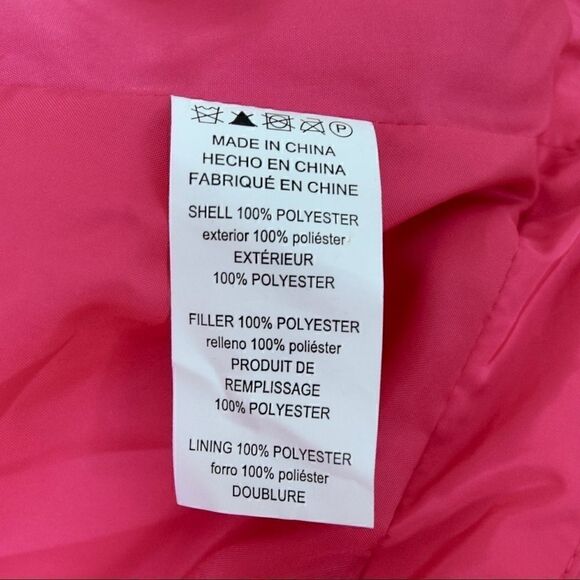 P
MADE IN CHINA
HECHO EN CHINA
FABRIQUÉ EN CHINE
SHELL 100% POLYESTER
exterior 100% poliéster
EXTÉRIEUR
100% POLYESTER
FILLER 100% POLYESTER
relleno 100% poliéster
PRODUIT DE
REMPLISSAGE
100% POLYESTER
LINING 100% POLYESTER
forro 100% poliéster
DOUBLURE